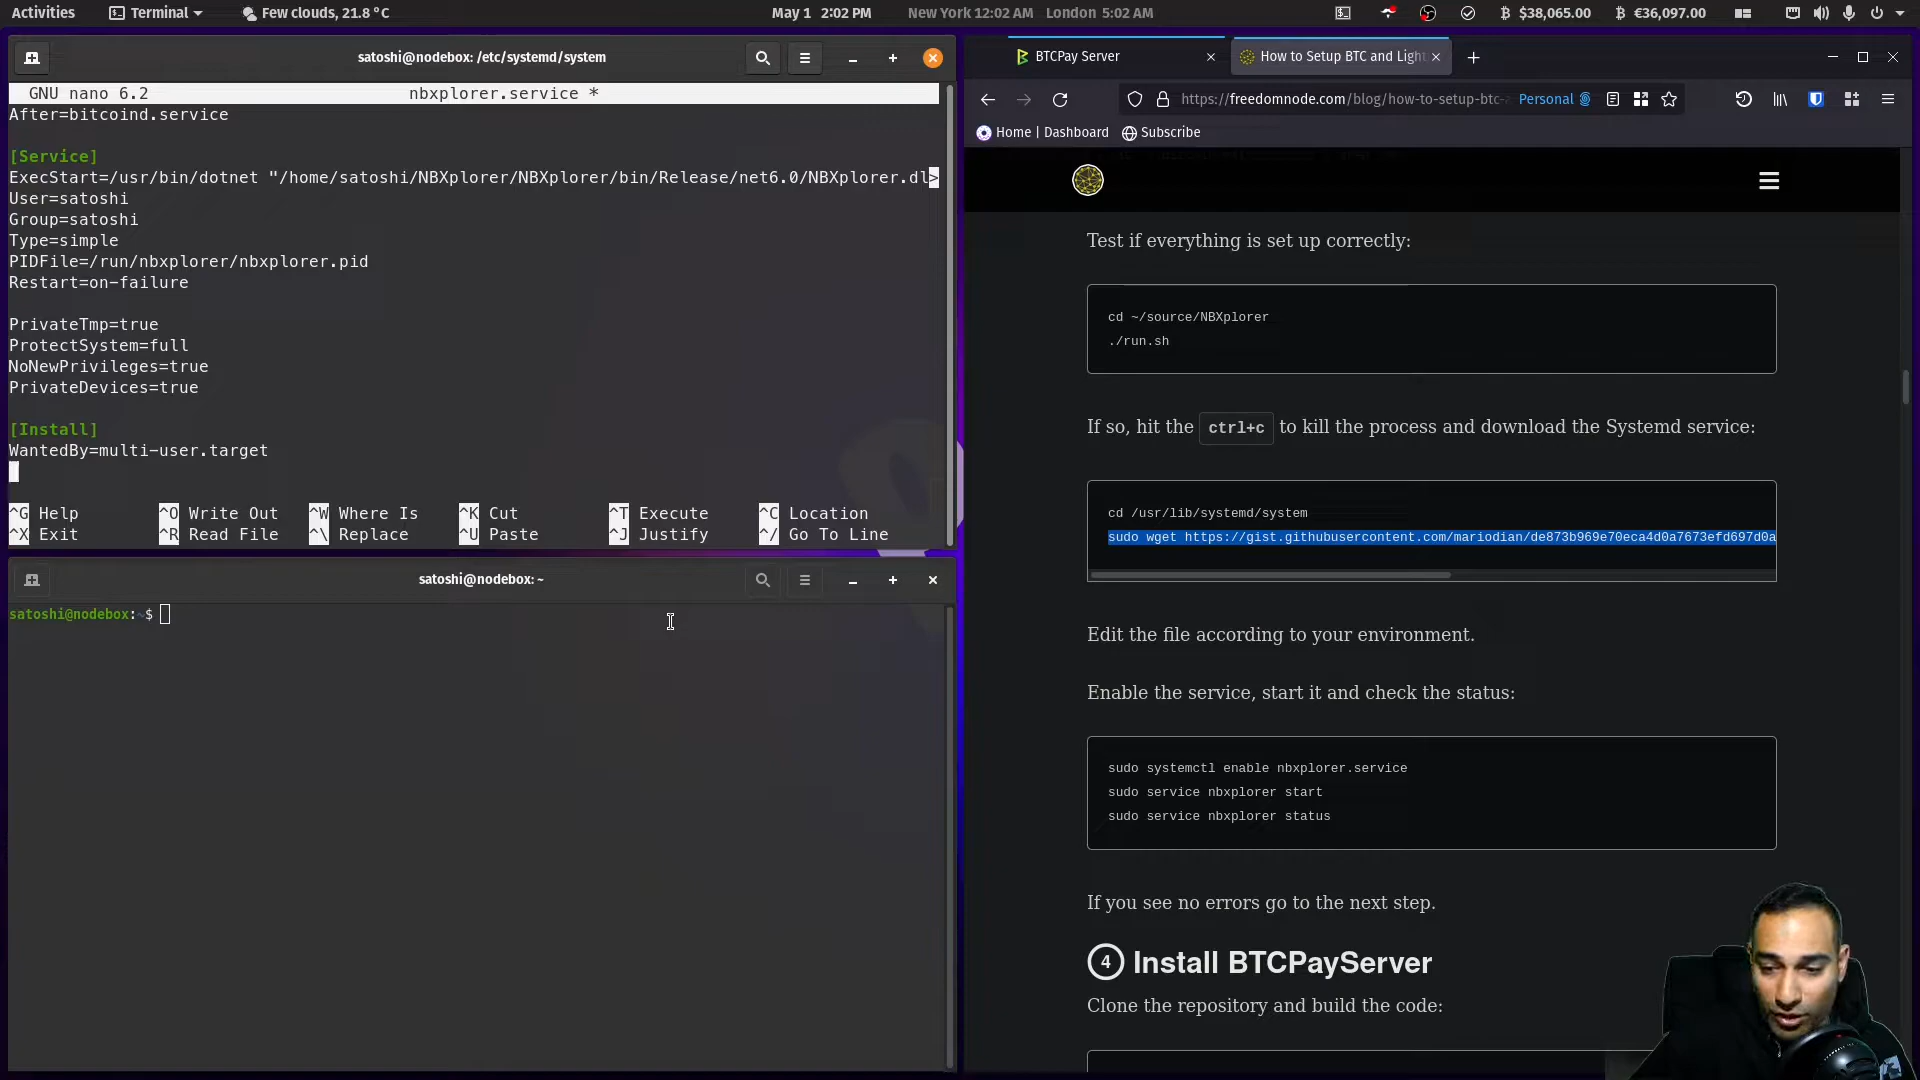 Activities
Terminal
Few clouds, 21.8 °C
May 1 2:02 PM
New York 12:02 AM London 5:02 AM
$38,065.00
€36,097.00
satoshi@nodebox: /etc/systemd/system
GNU nano 6.2 nbxplorer.service *
After=bitcoind.service
[Service]
ExecStart=/usr/bin/dotnet "/home/satoshi/NBXplorer/NBXplorer/bin/Release/net6.0/NBXplorer.dl>
User=satoshi
Group=satoshi
Type=simple
PIDFile=/run/nbxplorer/nbxplorer.pid
Restart=on-failure
PrivateTmp=true
ProtectSystem=full
NoNewPrivileges=true
PrivateDevices=true
[Install]
WantedBy=multi-user.target
^G Help ^O Write Out ^W Where Is ^K Cut ^T Execute ^C Location
^X Exit ^R Read File ^\ Replace ^U Paste ^J Justify ^/ Go To Line
satoshi@nodebox: ~
satoshi@nodebox:~$
BTCPay Server
How to Setup BTC and Light
https://freedomnode.com/blog/how-to-setup-btc-a
Personal
Home | Dashboard
Subscribe
Test if everything is set up correctly:
cd ~/source/NBXplorer
./run.sh
If so, hit the ctrl+c to kill the process and download the Systemd service:
cd /usr/lib/systemd/system
sudo wget https://gist.githubusercontent.com/mariodian/de873b969e70eca4d0a7673efd697d0a
Edit the file according to your environment.
Enable the service, start it and check the status:
sudo systemctl enable nbxplorer.service
sudo service nbxplorer start
sudo service nbxplorer status
If you see no errors go to the next step.
4 Install BTCPayServer
Clone the repository and build the code: